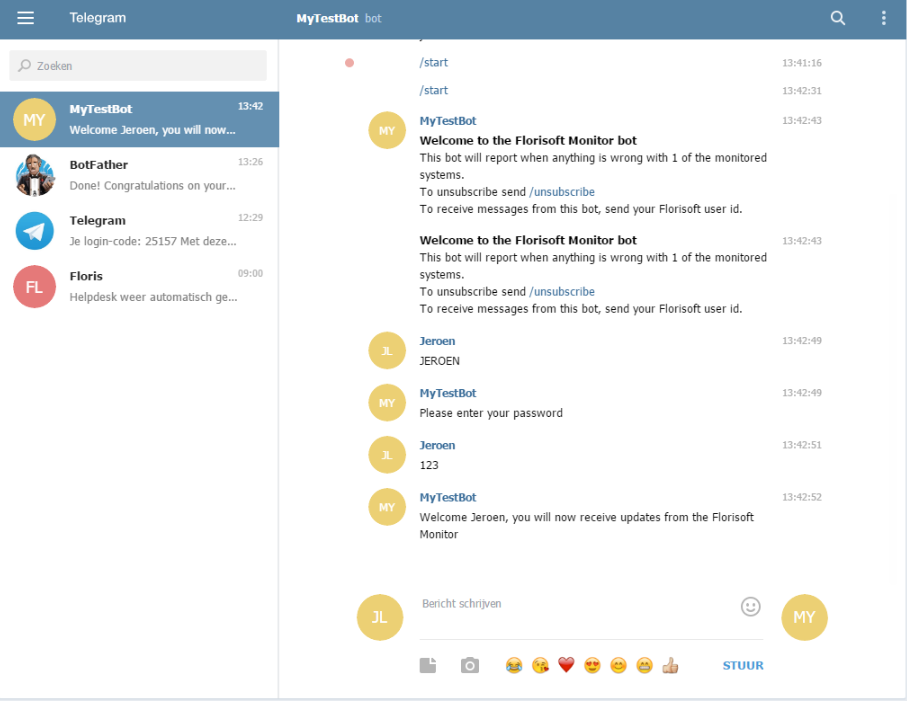 Telegram
MyTestBot bot
Zoeken
MY
MyTestBot 13:42
Welcome Jeroen, you will now...
BotFather 13:26
Done! Congratulations on your...
Telegram 12:29
Je login-code: 25157 Met deze...
FL
Floris 09:00
Helpdesk weer automatisch ge...
/start 13:41:16
/start 13:42:31
MY
MyTestBot 13:42:43
Welcome to the Florisoft Monitor bot
This bot will report when anything is wrong with 1 of the monitored
systems.
To unsubscribe send /unsubscribe
To receive messages from this bot, send your Florisoft user id.
Welcome to the Florisoft Monitor bot 13:42:43
This bot will report when anything is wrong with 1 of the monitored
systems.
To unsubscribe send /unsubscribe
To receive messages from this bot, send your Florisoft user id.
JL
Jeroen 13:42:49
JEROEN
MY
MyTestBot 13:42:49
Please enter your password
JL
Jeroen 13:42:51
123
MY
MyTestBot 13:42:52
Welcome Jeroen, you will now receive updates from the Florisoft
Monitor
JL
Bericht schrijven
MY
STUUR